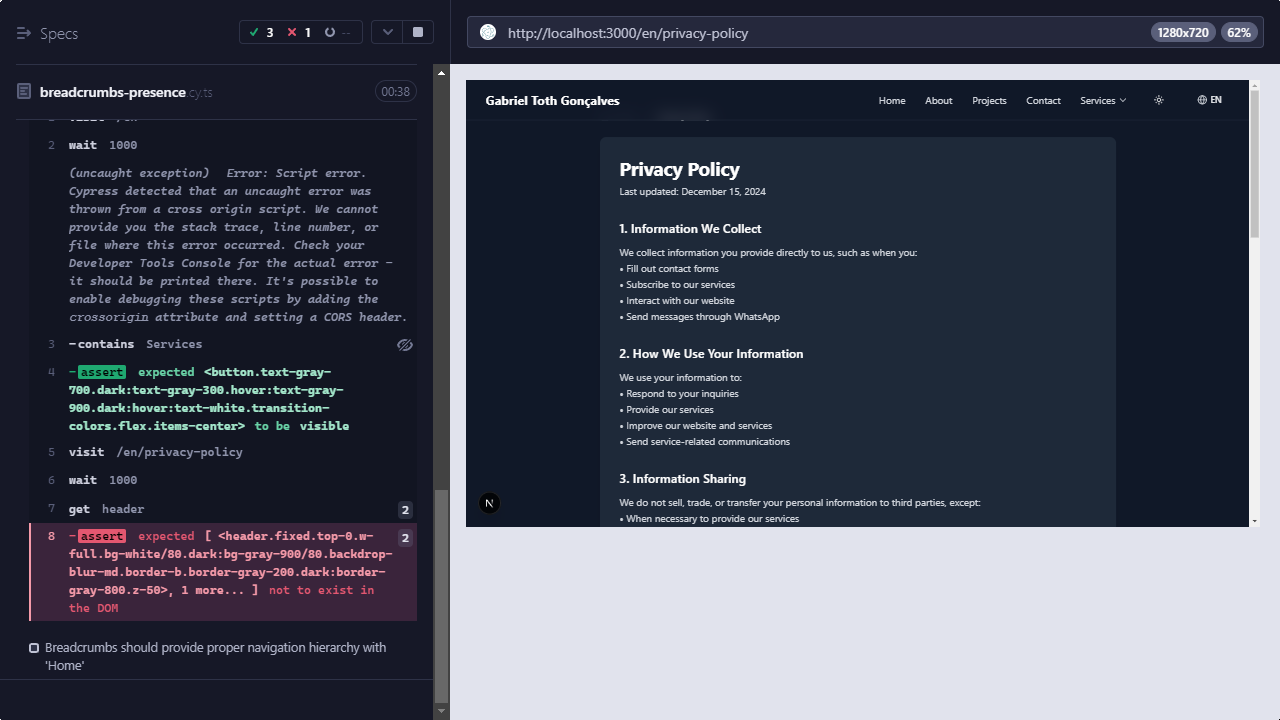 Specs
3
1
--
breadcrumbs-presence.cy.ts
00:38
2 wait 1000
(uncaught exception) Error: Script error.
Cypress detected that an uncaught error was
thrown from a cross origin script. We cannot
provide you the stack trace, line number, or
file where this error occurred. Check your
Developer Tools Console for the actual error -
it should be printed there. It's possible to
enable debugging these scripts by adding the
crossorigin attribute and setting a CORS header.
3 -contains Services
4 -assert expected <button.text-gray-
700.dark:text-gray-300.hover:text-gray-
900.dark:hover:text-white.transition-
colors.flex.items-center> to be visible
5 visit /en/privacy-policy
6 wait 1000
7 get header 2
8 -assert expected [ <header.fixed.top-0.w- 2
full.bg-white/80.dark:bg-gray-900/80.backdrop-
blur-md.border-b.border-gray-200.dark:border-
gray-800.z-50>, 1 more... ] not to exist in
the DOM
Breadcrumbs should provide proper navigation hierarchy with
'Home'
http://localhost:3000/en/privacy-policy
1280x720
62%
Gabriel Toth Gonçalves
Home About Projects Contact Services EN
Privacy Policy
Last updated: December 15, 2024
1. Information We Collect
We collect information you provide directly to us, such as when you:
• Fill out contact forms
• Subscribe to our services
• Interact with our website
• Send messages through WhatsApp
2. How We Use Your Information
We use your information to:
• Respond to your inquiries
• Provide our services
• Improve our website and services
• Send service-related communications
3. Information Sharing
We do not sell, trade, or transfer your personal information to third parties, except:
• When necessary to provide our services
N